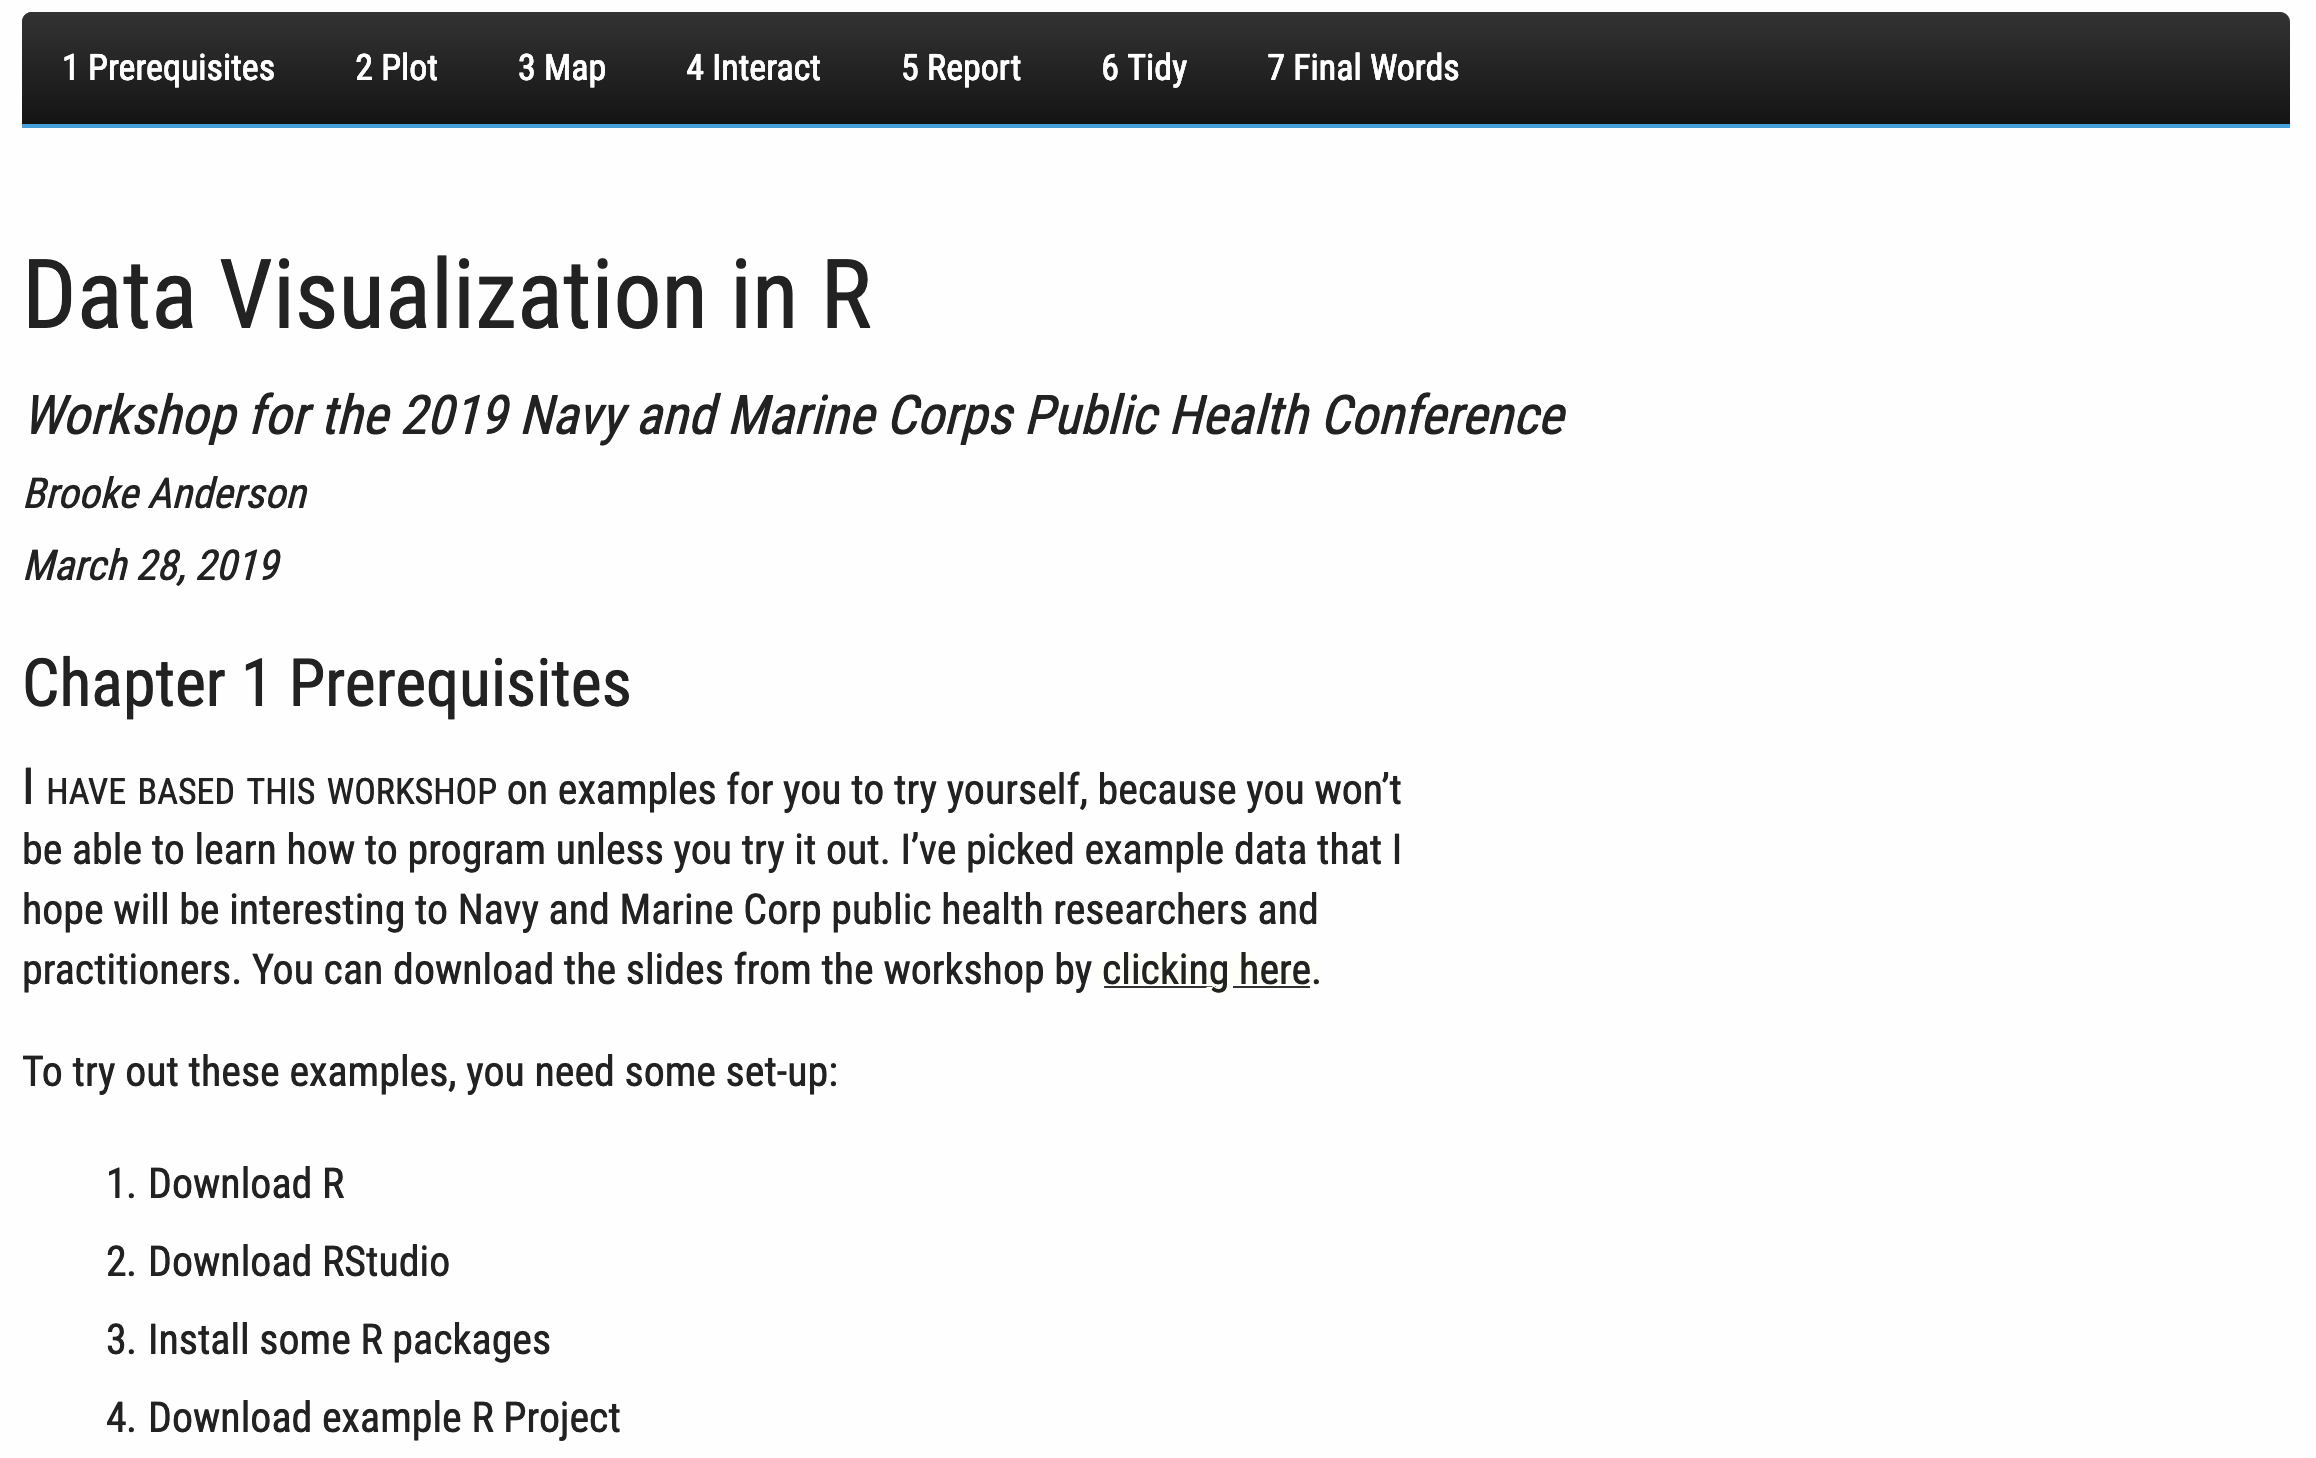 1 Prerequisites 2 Plot 3 Map 4 Interact 5 Report 6 Tidy 7 Final Words
Data Visualization in R
Workshop for the 2019 Navy and Marine Corps Public Health Conference
Brooke Anderson
March 28, 2019
Chapter 1 Prerequisites
I HAVE BASED THIS WORKSHOP on examples for you to try yourself, because you won’t
be able to learn how to program unless you try it out. I’ve picked example data that I
hope will be interesting to Navy and Marine Corp public health researchers and
practitioners. You can download the slides from the workshop by clicking here.
To try out these examples, you need some set-up:
1. Download R
2. Download RStudio
3. Install some R packages
4. Download example R Project